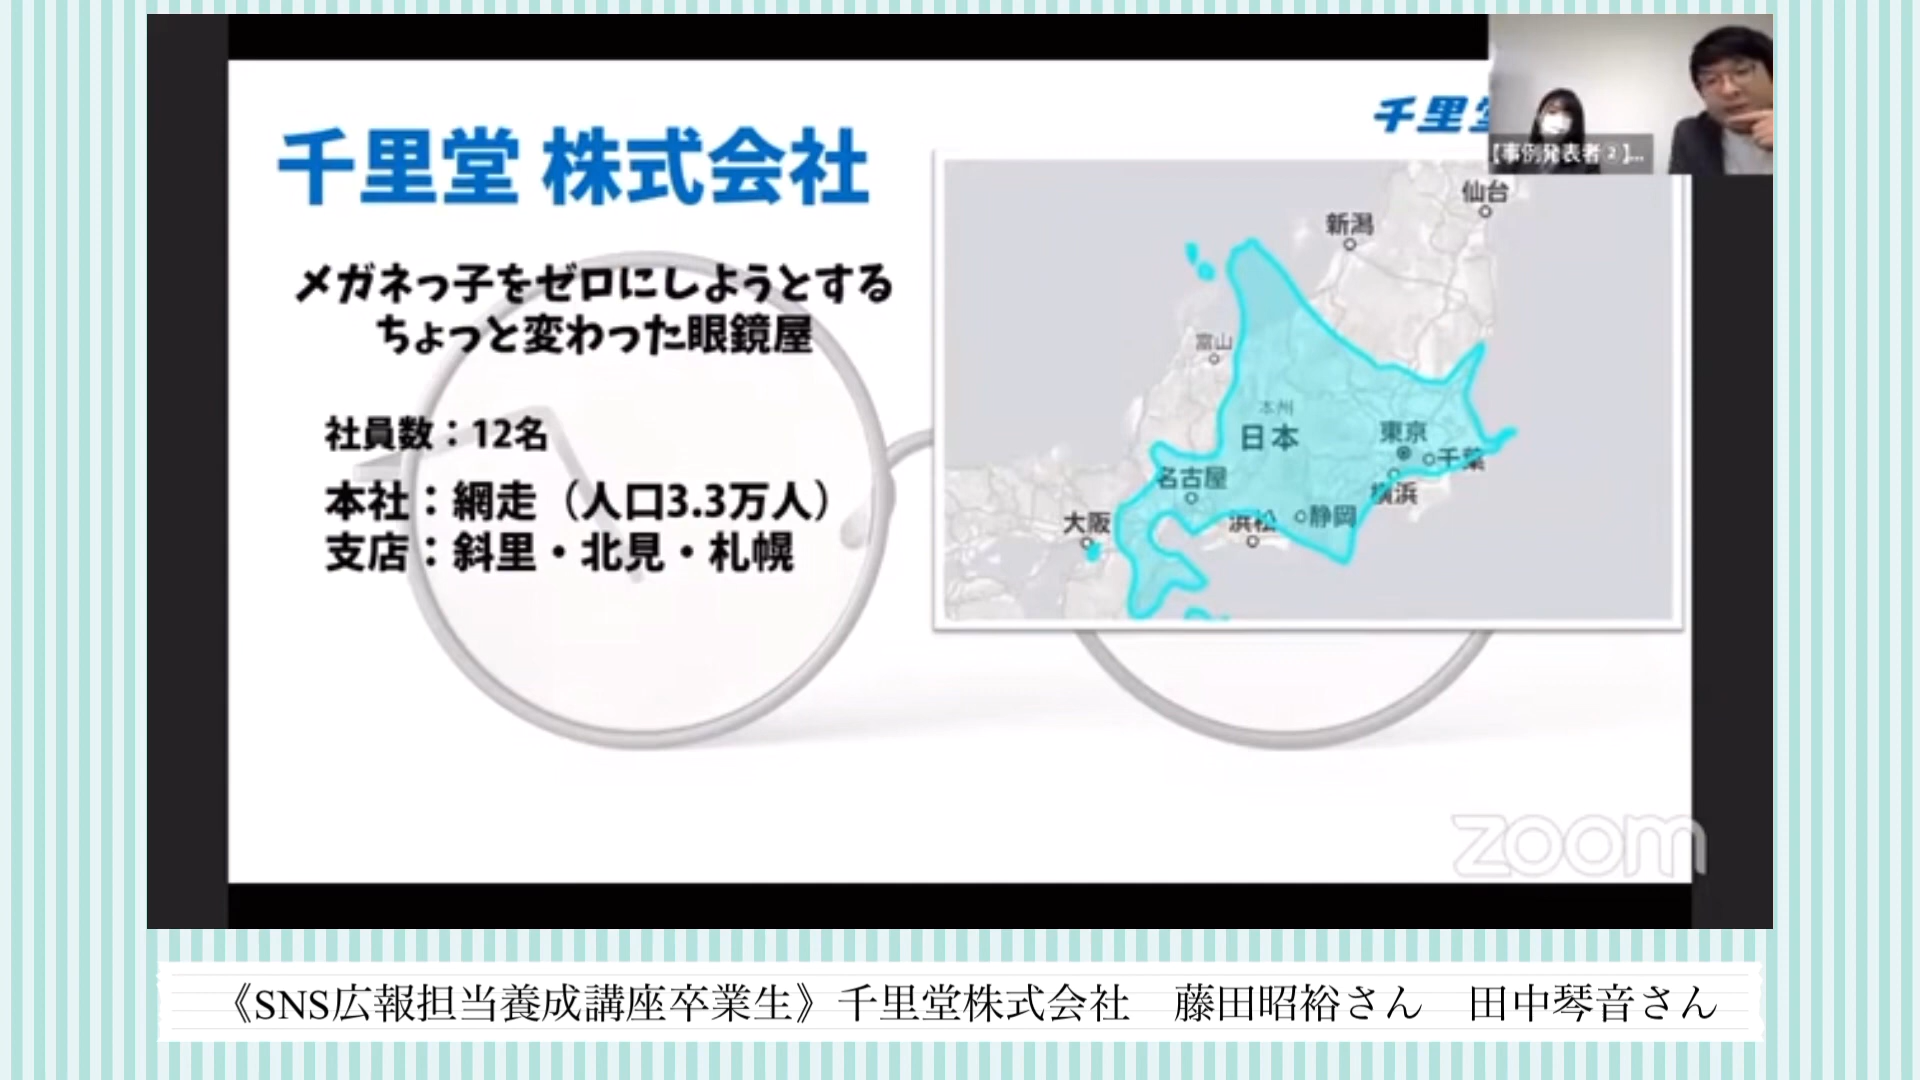 千里
【事例発表者②】...
千里堂 株式会社
メガネっ子をゼロにしようとする
ちょっと変わった眼鏡屋
社員数：12名
本社：網走（人口3.3万人）
支店：斜里・北見・札幌
仙台
新潟
富山
本州
日本
東京
千葉
名古屋
横浜
大阪
浜松
静岡
zoom
《SNS広報担当養成講座卒業生》千里堂株式会社　藤田昭裕さん　田中琴音さん